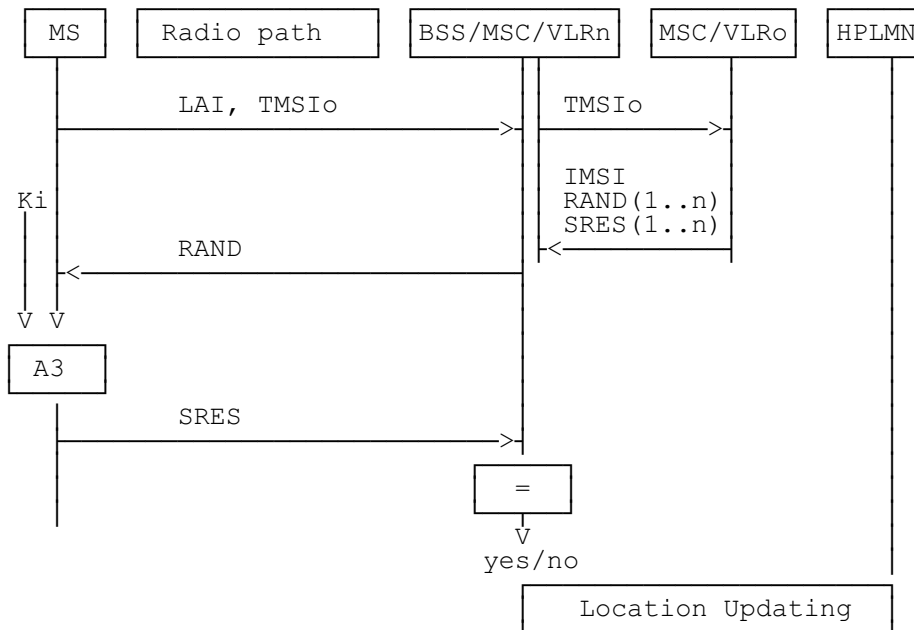 MS Radio path BSS/MSC/VLRn MSC/VLRo HPLMN
LAI, TMSIo TMSIo
IMSI
Ki RAND(1..n)
SRES(1..n)
RAND
V V
A3
SRES
=
V
yes/no
Location Updating